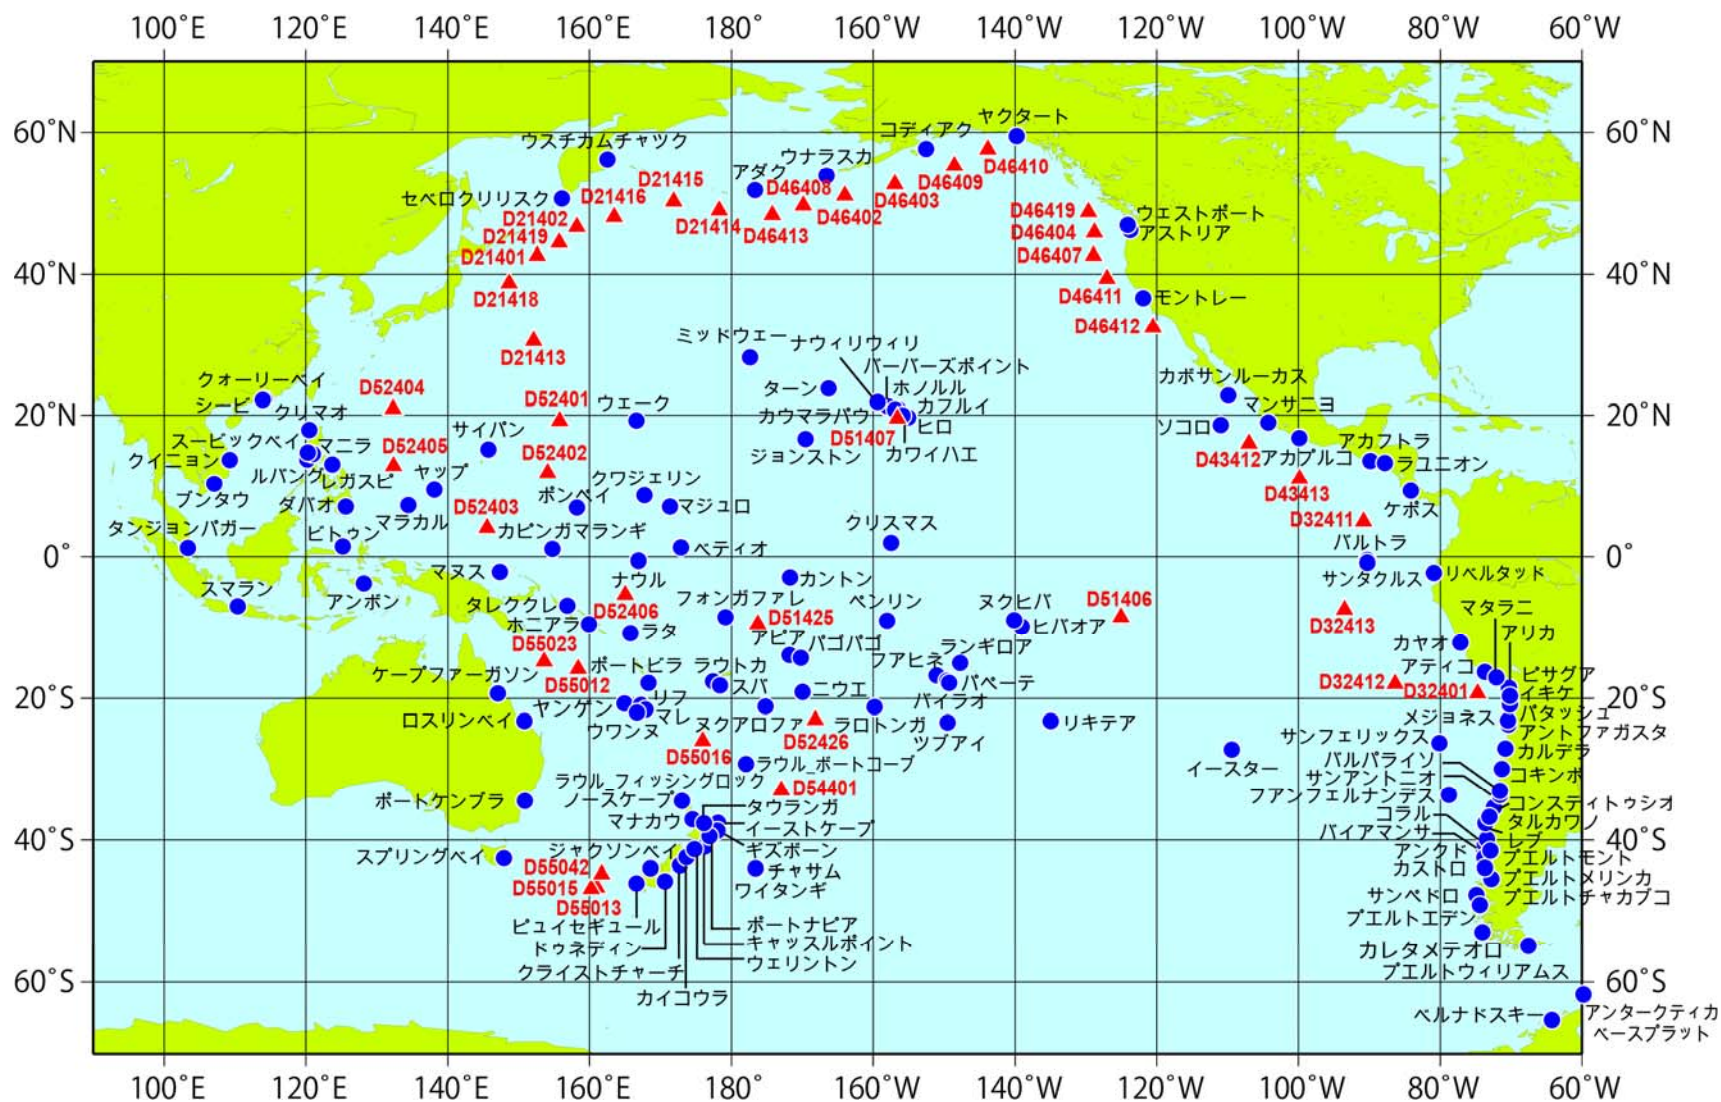 100°E 120°E 140°E 160°E 180° 160°W 140°W 120°W 100°W 80°W 60°W
60°N
60°N
ウスチカムチャツク
コディアク
ヤクタート
D46410
ウナラスカ
アダク
D46409
D46403
D46408
D46402
D46413
D21414
D21415
D21416
セベロクリリスク
D21402
D21419
D21401
D21418
D46419
D46404
D46407
ウェストポート
アストリア
40°N
40°N
D46411
モントレー
D46412
D21413
ミッドウェー
ナウィリウィリ
バーバーズポイント
ホノルル
カフルイ
ヒロ
カワイハエ
ターン
カウマラパウ
D51407
ジョンストン
クォーリーベイ
シービ
クリマオ
D52404
D52401
ウェーク
カボサンルーカス
マンサニヨ
20°N
20°N
スービックベイ
マニラ
クイニョン
ルバング
レガスピ
ブンタウ
D52405
サイパン
D52402
ヤップ
クワジェリン
ポンペイ
マジュロ
ソコロ
D43412
アカプルコ
アカフトラ
ラユニオン
D43413
ケポス
ダバオ
マラカル
D52403
タンジョンパガー
ビトゥン
カピンガマランギ
ベティオ
クリスマス
D32411
バルトラ
0°
0°
サンタクルス
リベルタッド
スマラン
アンボン
マヌス
ナウル
カントン
タレククレ
D52406
フォンガファレ
D51425
ペンリン
ヌクヒバ
ヒバオア
D51406
D32413
マタラニ
アリカ
ホニアラ
ラタ
アピア
パゴパゴ
ランギロア
フアヒネ
パペーテ
バイラオ
カヤオ
アティコ
ピサグア
D55023
D55012
ポートビラ
ラウトカ
スバ
ニウエ
D32412
D32401
イキケ
ケープファーガソン
20°S
20°S
ヤンゲン
リフ
マレ
ウワンヌ
ヌクアロファ
ラロトンガ
D52426
ツブアイ
リキテア
ロスリンベイ
D55016
メジョネス
パタッシュ
アントファガスタ
サンフェリックス
カルデラ
イースター
バルパライソ
サンアントニオ
コキンボ
ラウル_ボートコーブ
ラウル_フィッシングロック
D54401
フアンフェルナンデス
コンスティトゥシオ
ポートケンブラ
ノースケープ
タウランガ
マナカウ
イーストケープ
コラル
タルカワノ
40°S
40°S
バイアマンサ
レブ
スプリングベイ
ジャクソンベイ
ギズボーン
アンクド
プエルトモント
チャサム
ワイタンギ
カストロ
プエルトメリンカ
D55042
D55015
D55013
サンペドロ
プエルトチャカブコ
ピュイセギュール
ポートナピア
プエルトエデン
ドゥネディン
キャッスルポイント
ウェリントン
カレタメテオロ
クライストチャーチ
プエルトウィリアムス
60°S
60°S
カイコウラ
ベルナドスキー
アンタークティカ
ベースプラット
100°E 120°E 140°E 160°E 180° 160°W 140°W 120°W 100°W 80°W 60°W